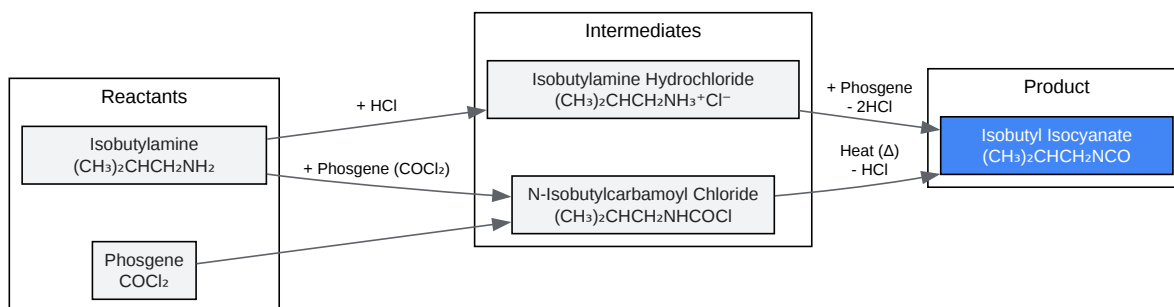 Reactants
Isobutylamine
(CH₃)₂CHCH₂NH₂
Phosgene
COCl₂
+ HCl
+ Phosgene (COCl₂)
Intermediates
Isobutylamine Hydrochloride
(CH₃)₂CHCH₂NH₃⁺Cl⁻
N-Isobutylcarbamoyl Chloride
(CH₃)₂CHCH₂NHCOCl
+ Phosgene
- 2HCl
Heat (Δ)
- HCl
Product
Isobutyl Isocyanate
(CH₃)₂CHCH₂NCO